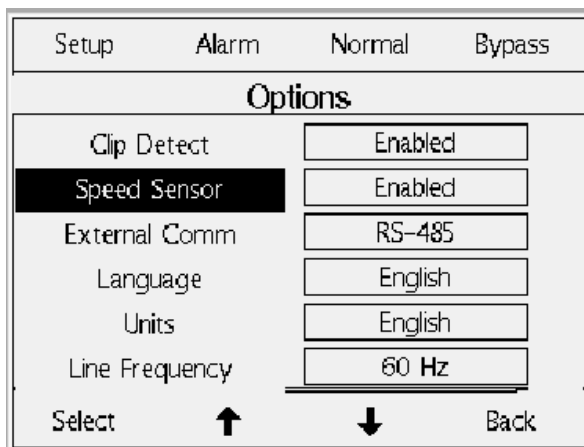 Setup Alarm Normal Bypass
Options
Clip Detect Enabled
Speed Sensor Enabled
External Comm RS-485
Language English
Units English
Line Frequency 60 Hz
Select Back